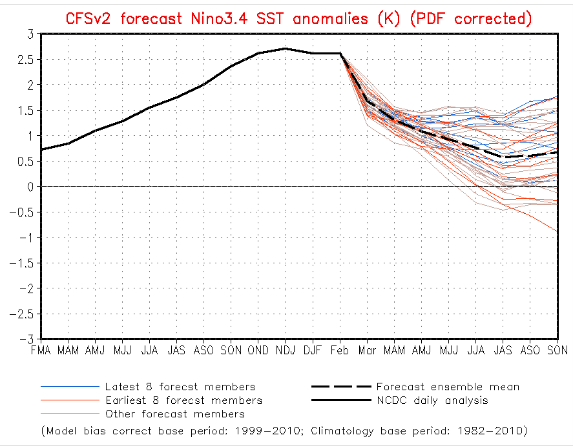 CFSv2 forecast Nino3.4 SST anomalies (K) (PDF corrected)
3
2.5
2
1.5
1
0.5
0
-0.5
-1
-1.5
-2
-2.5
-3
FMA MAM AMJ MJJ JJA JAS ASO SON OND NDJ DJF Feb Mar MAM AMJ MJJ JJA JAS ASO SON
Latest 8 forecst members
Earliest 8 forecst members
Other forecast members
Forecast ensemble mean
NCDC daily analysis
(Model bias correct base period: 1999-2010; Climatology base period: 1982-2010)